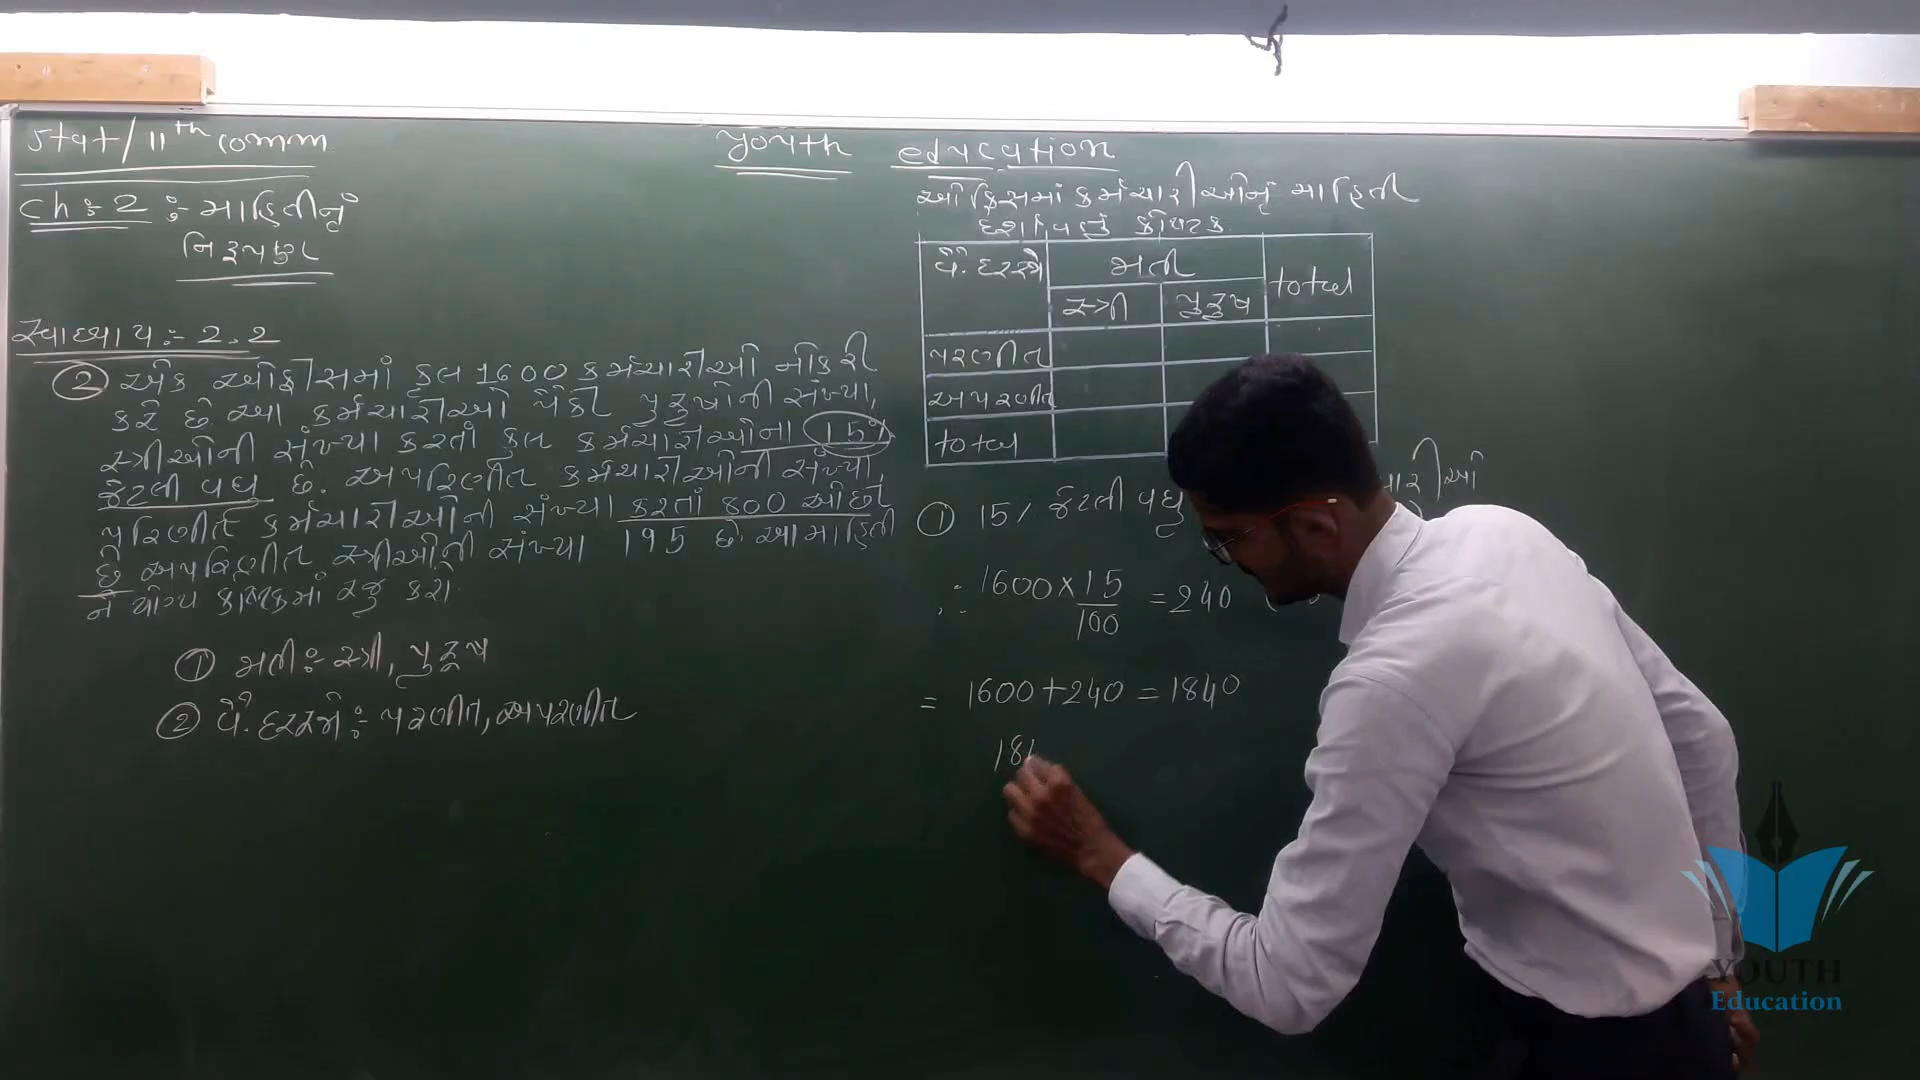 Stat/11th comm
Ch: 2 : માહિતીનું
નિરૂપણ
Youth education
ઓફિસમાં કર્મચારીઓનું માહિતી
દર્શાવતું કોષ્ટક
વૈ. દરજ્જો
જાતી
total
સ્ત્રી
પુરુષ
પરણીત
અપરણીત
total
સ્વાધ્યાય :- 2.2
② એક ઓફીસમાં કુલ 1600 કર્મચારીઓ નોકરી
કરે છે. આ કર્મચારીઓ પૈકી પુરુષોની સંખ્યા,
સ્ત્રીઓની સંખ્યા કરતાં કુલ કર્મચારીઓના 15%
જેટલી વધુ છે. અપરિણીત કર્મચારીઓની સંખ્યા,
પરિણીત કર્મચારીઓની સંખ્યા કરતાં 800 ઓછી
છે અપરિણીત સ્ત્રીઓની સંખ્યા 195 છે. આ માહિતી
ને યોગ્ય કોષ્ટકમાં રજુ કરો.
① જાતી :- સ્ત્રી, પુરૂષ
② વૈ. દરજ્જો :- પરણીત, અપરણીત
① 15% જેટલી વધુ
∴ 1600 × 15/100 = 240
= 1600 + 240 = 1840
184
YOUTH
Education